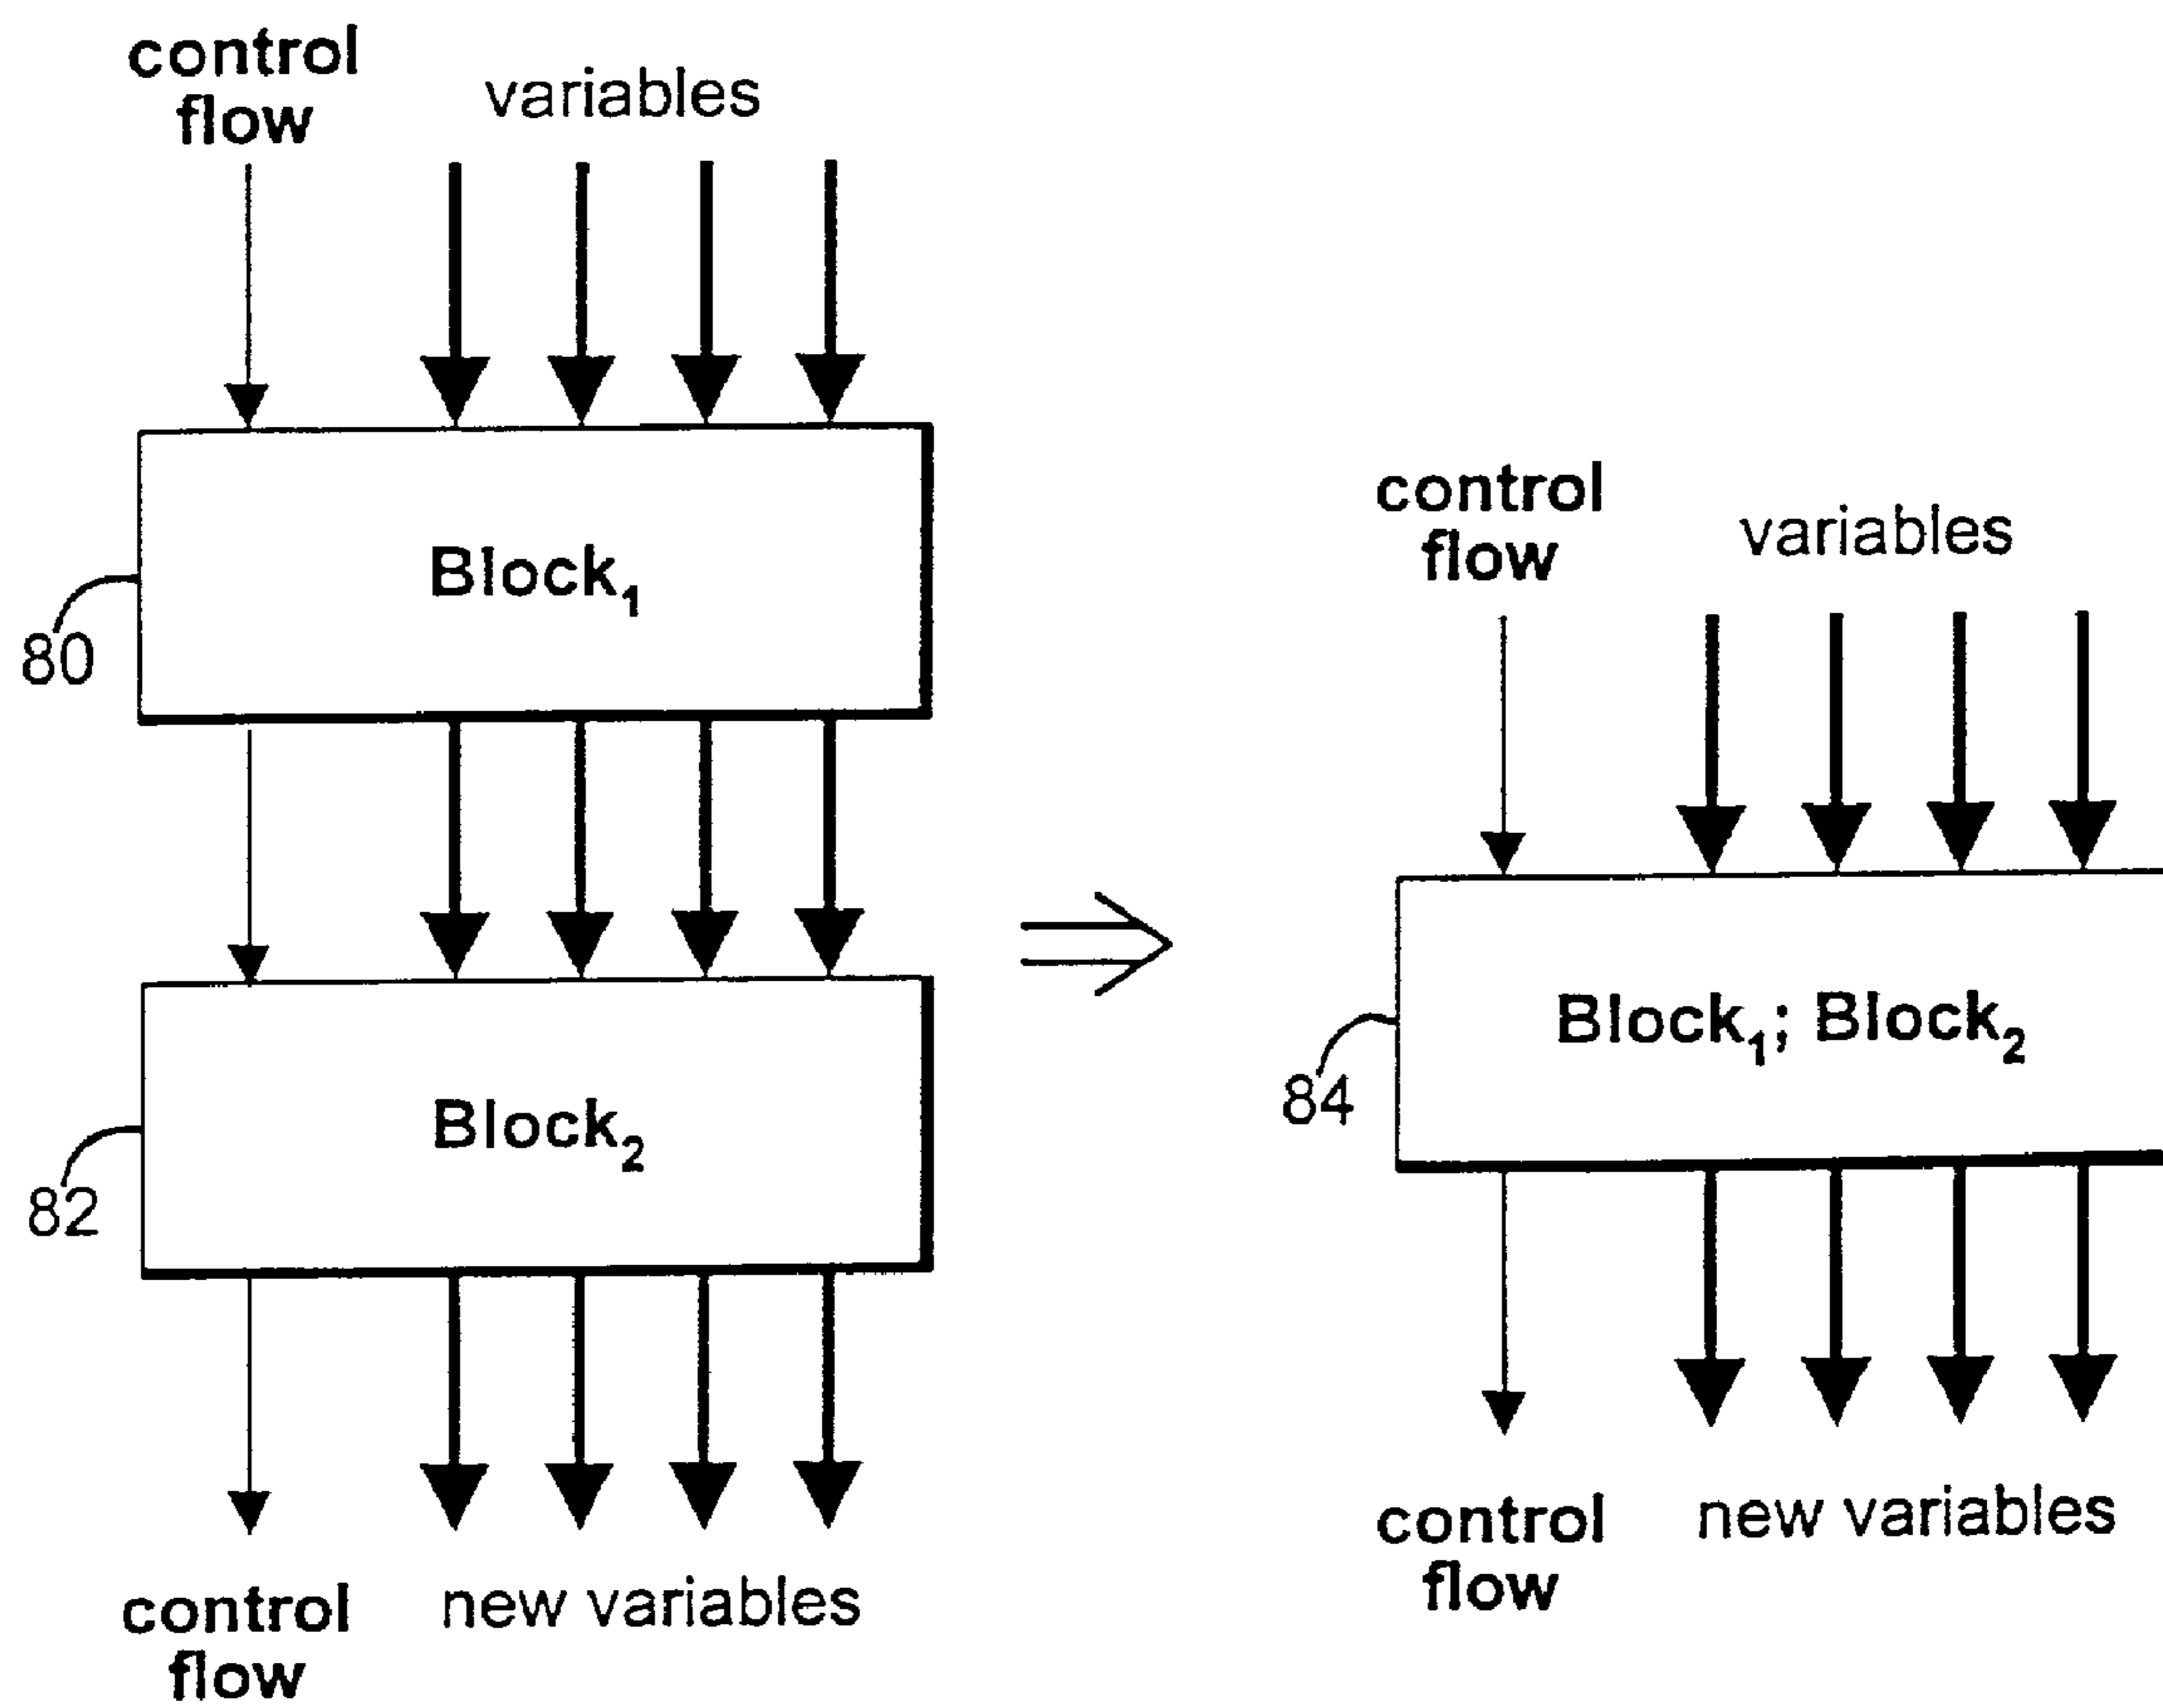 control
flow
variables
Block₁
80
Block₂
82
control
flow
new variables
control
flow
variables
Block₁; Block₂
84
control
flow
new variables